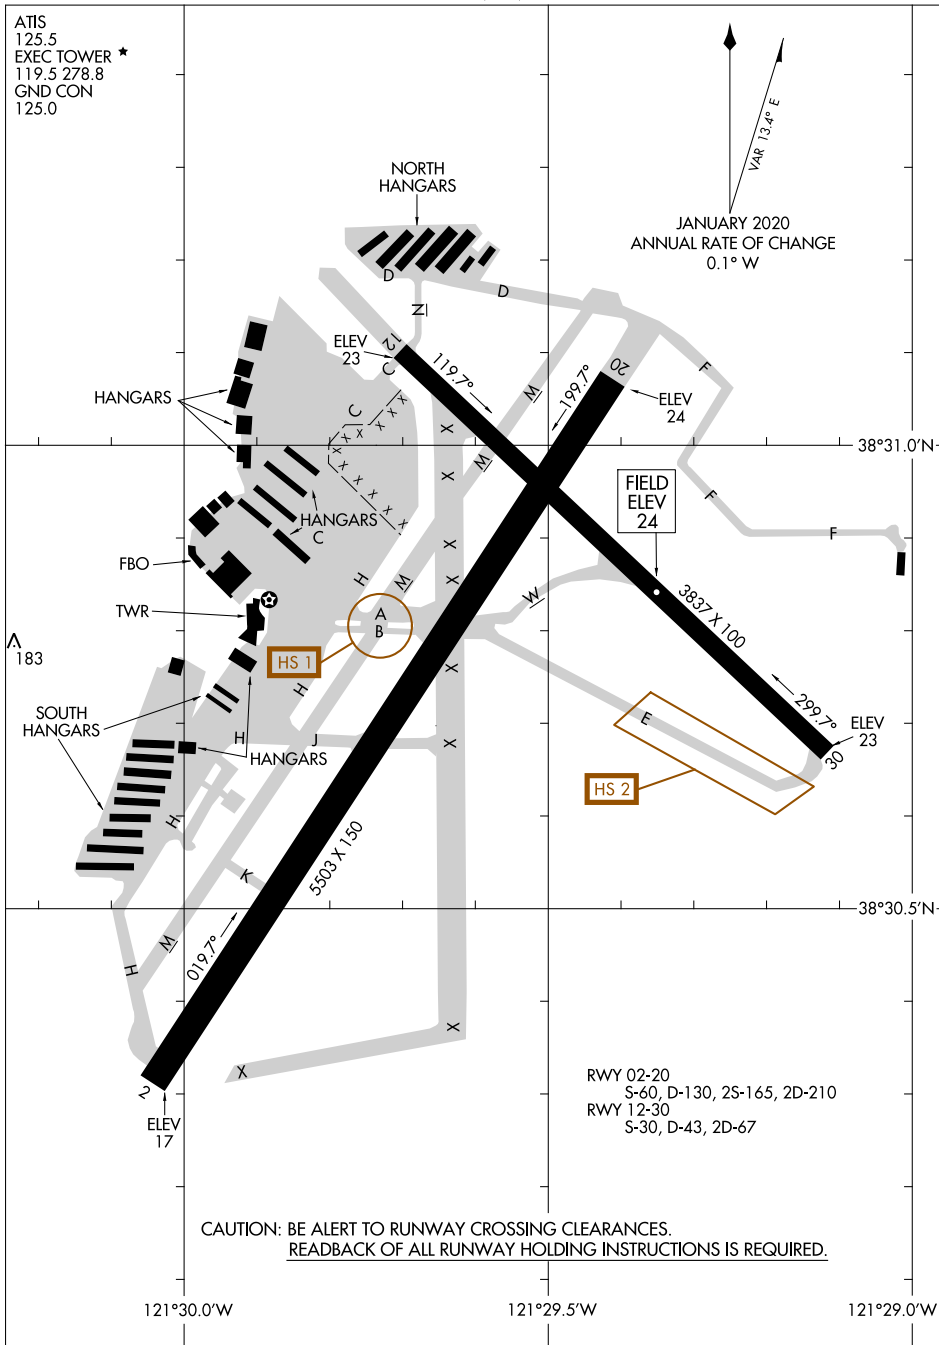 ATIS
125.5
EXEC TOWER ★
119.5 278.8
GND CON
125.0
VAR 13.4° E
JANUARY 2020
ANNUAL RATE OF CHANGE
0.1° W
NORTH
HANGARS
D
D
N
ELEV
23
12
C
119.7°
M
199.7°
20
F
ELEV
24
HANGARS
C
X X X X X
X
X X X X X
X
M
38°31.0'N
X
FIELD
ELEV
24
F
HANGARS
C
F
X
FBO
H
M
X
W
3837 X 100
TWR
A
B
HS 1
183
X
H
299.7°
E
ELEV
23
30
SOUTH
HANGARS
H
J
X
HANGARS
HS 2
H
5503 X 150
K
38°30.5'N
M
019.7°
H
X
X
2
ELEV
17
RWY 02-20
S-60, D-130, 2S-165, 2D-210
RWY 12-30
S-30, D-43, 2D-67
CAUTION: BE ALERT TO RUNWAY CROSSING CLEARANCES.
READBACK OF ALL RUNWAY HOLDING INSTRUCTIONS IS REQUIRED.
121°30.0'W
121°29.5'W
121°29.0'W